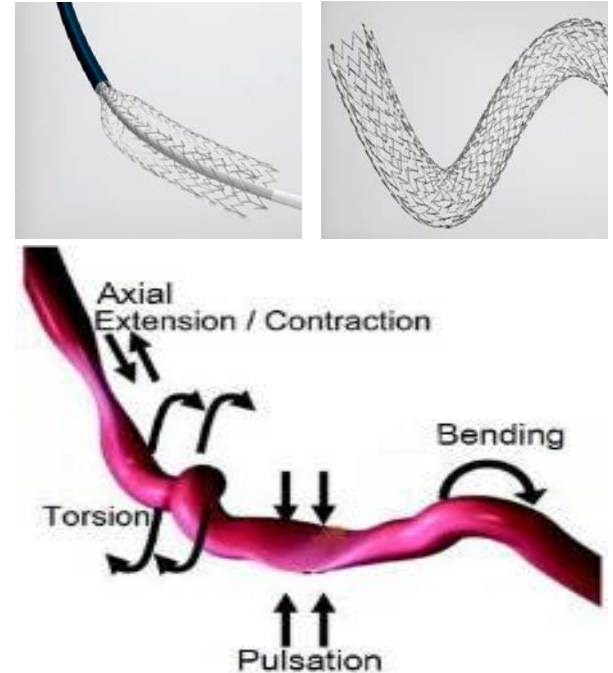 Axial
Extension / Contraction
Bending
Torsion
Pulsation